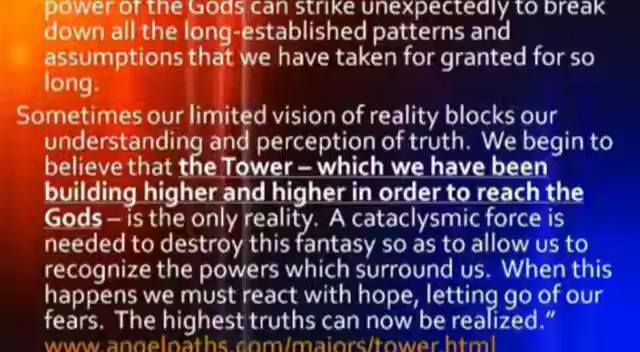 power of the Gods can strike unexpectedly to break
down all the long-established patterns and
assumptions that we have taken for granted for so
long.
Sometimes our limited vision of reality blocks our
understanding and perception of truth.  We begin to
believe that the Tower – which we have been
building higher and higher in order to reach the
Gods – is the only reality.  A cataclysmic force is
needed to destroy this fantasy so as to allow us to
recognize the powers which surround us.  When this
happens we must react with hope, letting go of our
fears.  The highest truths can now be realized.”
www.angelpaths.com/majors/tower.html